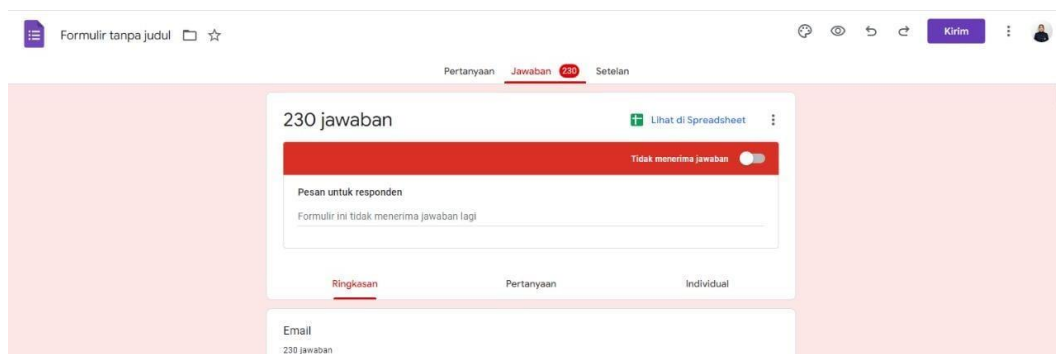 Formulir tanpa judul
Kirim
Pertanyaan Jawaban 230 Setelan
230 jawaban
Lihat di Spreadsheet
Tidak menerima jawaban
Pesan untuk responden
Formulir ini tidak menerima jawaban lagi
Ringkasan Pertanyaan Individual
Email
230 jawaban